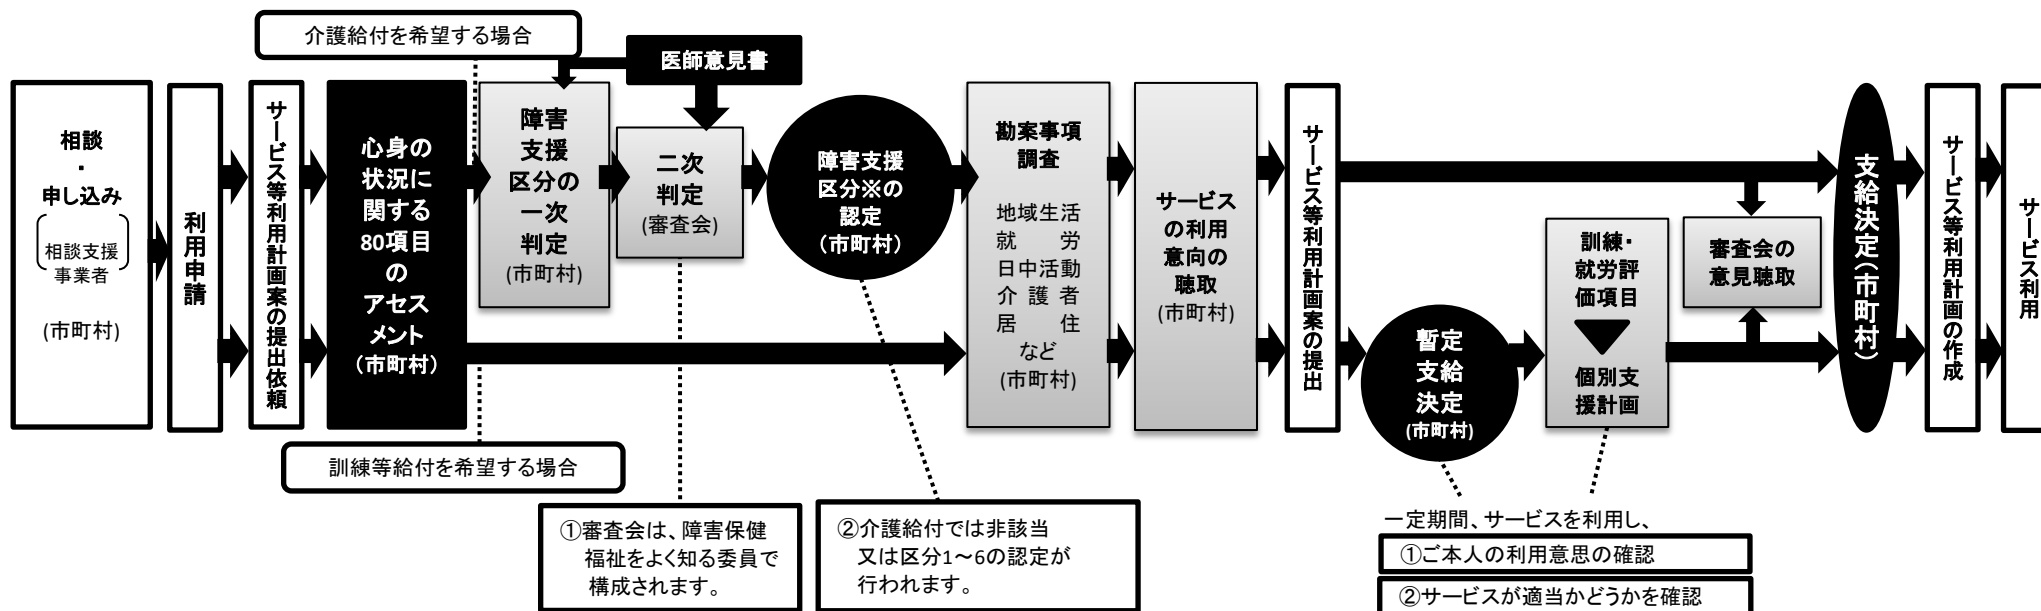 介護給付を希望する場合
医師意見書
相談
・
申し込み
相談支援
事業者
(市町村)
利用申請
サービス等利用計画案の提出依頼
心身の
状況に
関する
80項目
の
アセス
メント
(市町村)
障害
支援
区分の
一次
判定
(市町村)
二次
判定
(審査会)
障害支援
区分※の
認定
(市町村)
勘案事項
調査
地域生活
就　　労
日中活動
介 護 者
居　　住
など
(市町村)
サービス
の利用
意向の
聴取
(市町村)
サービス等利用計画案の提出
暫定
支給
決定
(市町村)
訓練・
就労評
価項目
個別支
援計画
審査会の
意見聴取
支給決定(市町村)
サービス等利用計画の作成
サービス利用
訓練等給付を希望する場合
①審査会は、障害保健
福祉をよく知る委員で
構成されます。
②介護給付では非該当
又は区分1～6の認定が
行われます。
一定期間、サービスを利用し、
①ご本人の利用意思の確認
②サービスが適当かどうかを確認